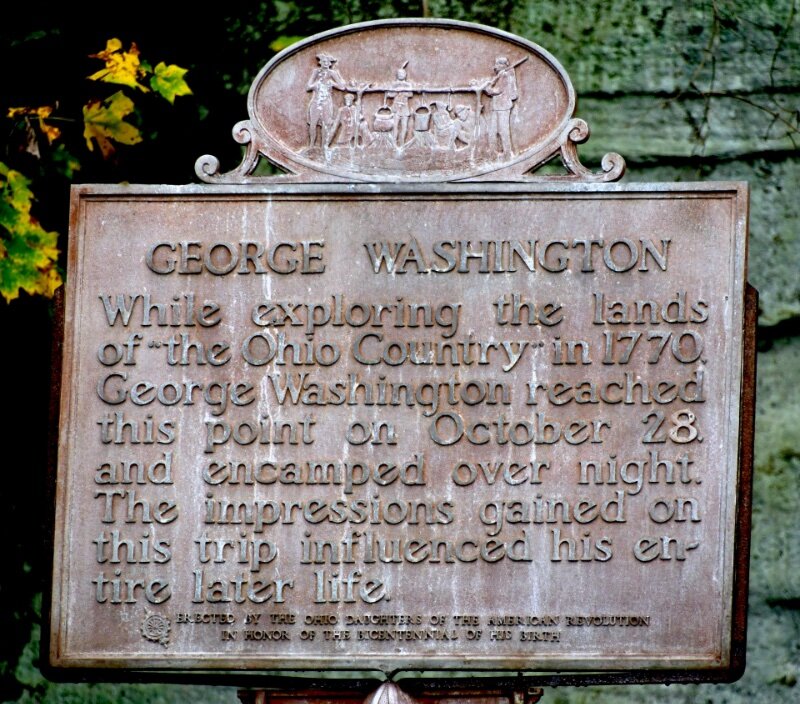 GEORGE WASHINGTON
While exploring the lands
of "the Ohio Country" in 1770,
George Washington reached
this point on October 28,
and encamped over night.
The impressions gained on
this trip influenced his en-
tire later life.
ERECTED BY THE OHIO DAUGHTERS OF THE AMERICAN REVOLUTION
IN HONOR OF THE BICENTENNIAL OF HIS BIRTH